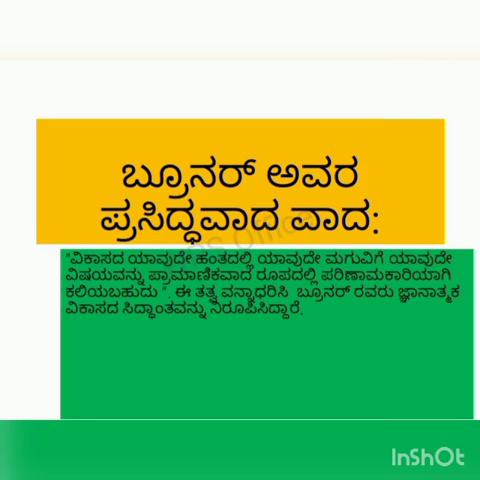 ಬ್ರೂನರ್ ಅವರ
ಪ್ರಸಿದ್ಧವಾದ ವಾದ:
"ವಿಕಾಸದ ಯಾವುದೇ ಹಂತದಲ್ಲಿ ಯಾವುದೇ ಮಗುವಿಗೆ ಯಾವುದೇ
ವಿಷಯವನ್ನು ಪ್ರಾಮಾಣಿಕವಾದ ರೂಪದಲ್ಲಿ ಪರಿಣಾಮಕಾರಿಯಾಗಿ
ಕಲಿಯಬಹುದು ". ಈ ತತ್ವ ವನ್ನಾಧರಿಸಿ ಬ್ರೂನರ್ ರವರು ಜ್ಞಾನಾತ್ಮಕ
ವಿಕಾಸದ ಸಿದ್ಧಾಂತವನ್ನು ನಿರೂಪಿಸಿದ್ದಾರೆ.
InShOt